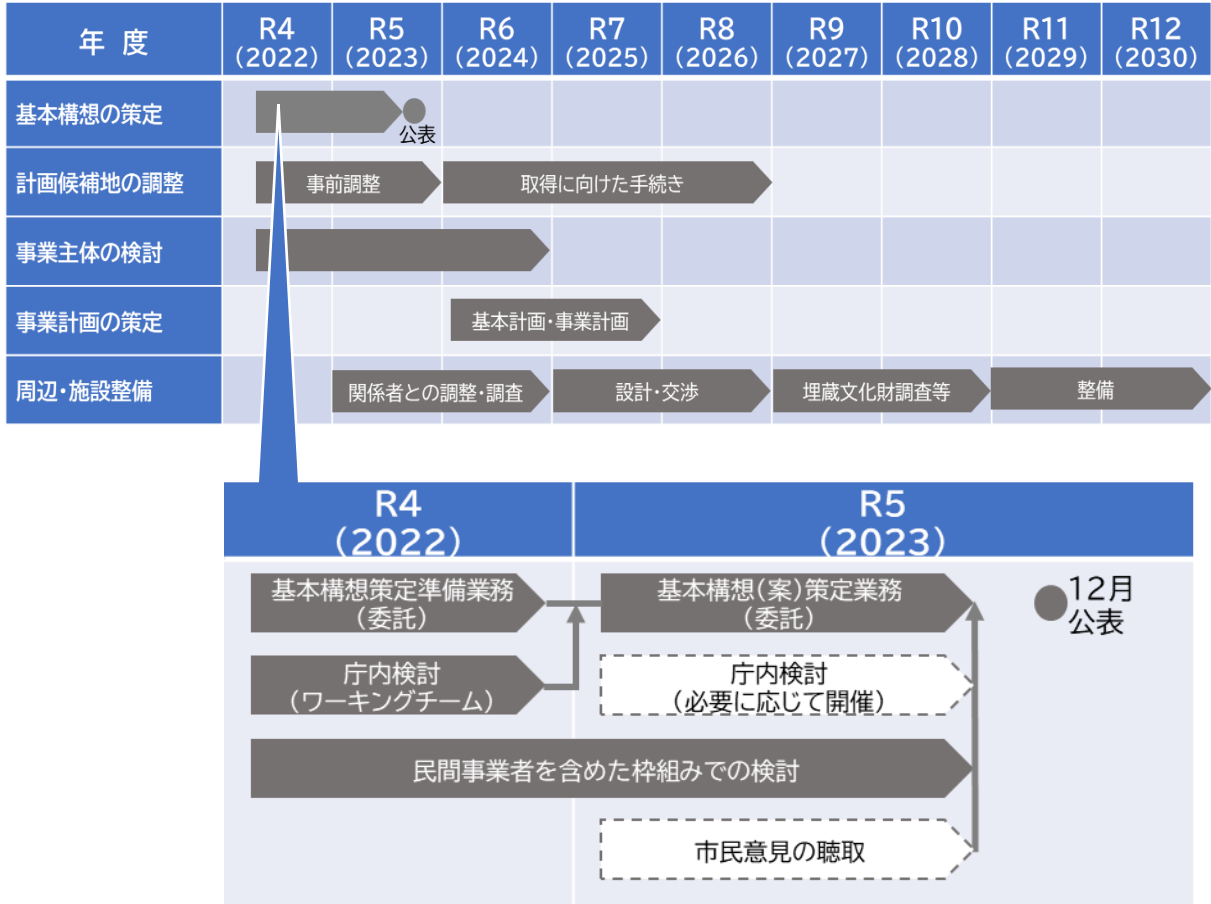 年 度
R4
(2022)
R5
(2023)
R6
(2024)
R7
(2025)
R8
(2026)
R9
(2027)
R10
(2028)
R11
(2029)
R12
(2030)
基本構想の策定
公表
計画候補地の調整
事前調整
取得に向けた手続き
事業主体の検討
事業計画の策定
基本計画・事業計画
周辺・施設整備
関係者との調整・調査
設計・交渉
埋蔵文化財調査等
整備
R4
(2022)
R5
(2023)
基本構想策定準備業務
(委託)
基本構想(案)策定業務
(委託)
12月
公表
庁内検討
(ワーキングチーム)
庁内検討
(必要に応じて開催)
民間事業者を含めた枠組みでの検討
市民意見の聴取